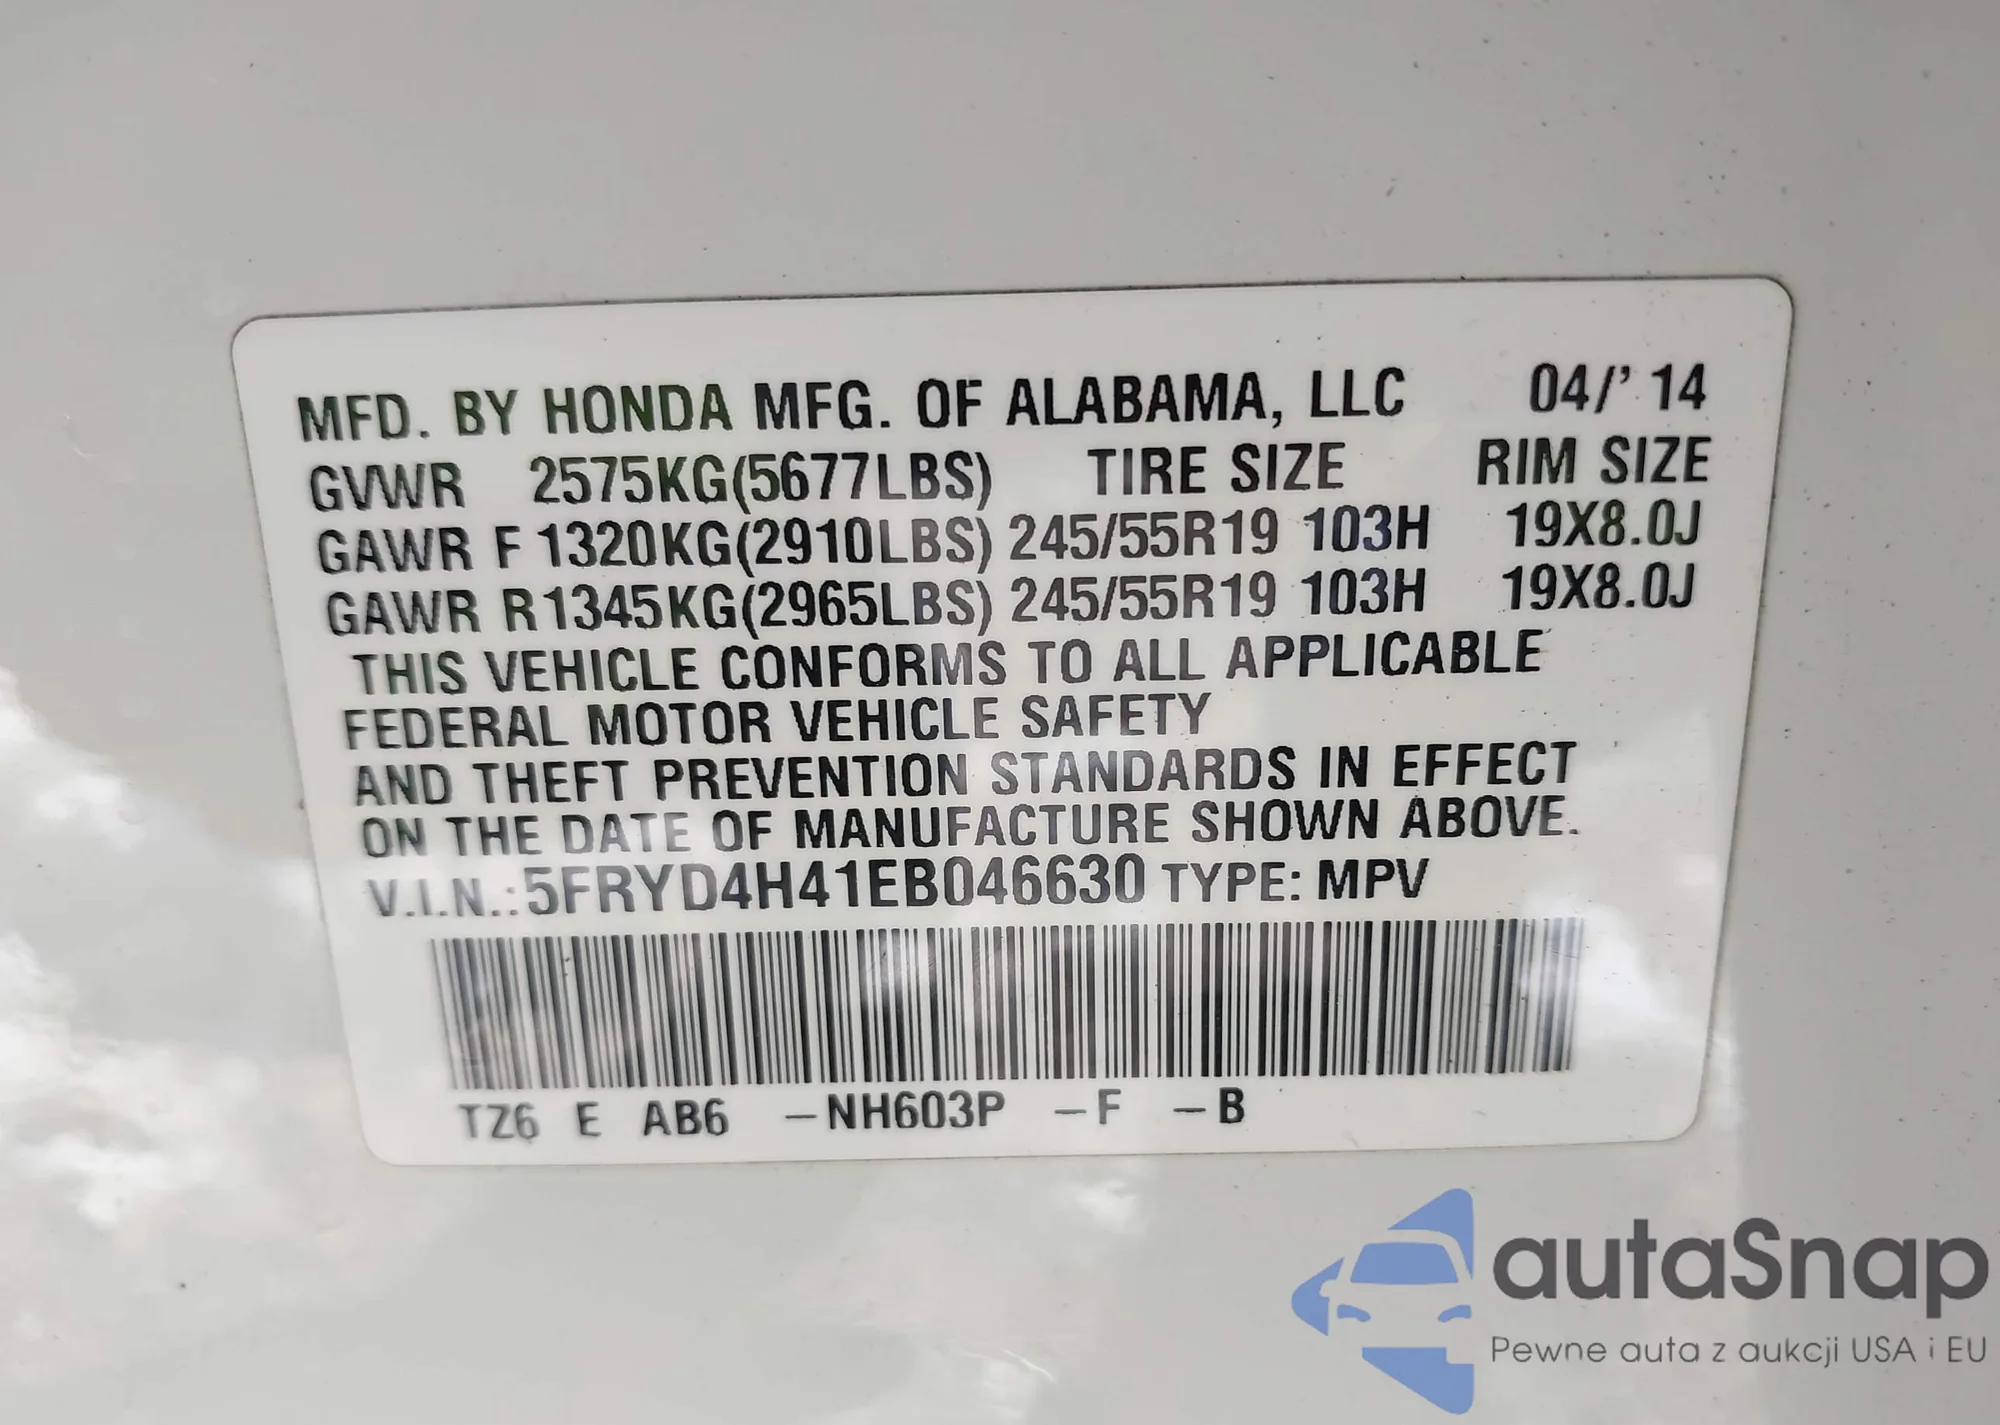 MFD. BY HONDA MFG. OF ALABAMA, LLC 04/'14
GVWR 2575KG(5677LBS) TIRE SIZE RIM SIZE
GAWR F 1320KG(2910LBS) 245/55R19 103H 19X8.0J
GAWR R 1345KG(2965LBS) 245/55R19 103H 19X8.0J
THIS VEHICLE CONFORMS TO ALL APPLICABLE
FEDERAL MOTOR VEHICLE SAFETY
AND THEFT PREVENTION STANDARDS IN EFFECT
ON THE DATE OF MANUFACTURE SHOWN ABOVE.
V.I.N.: 5FRYD4H41EB046630 TYPE: MPV
TZ6 E AB6 –NH603P –F –B
autaSnap
Pewne auta z aukcji USA i EU